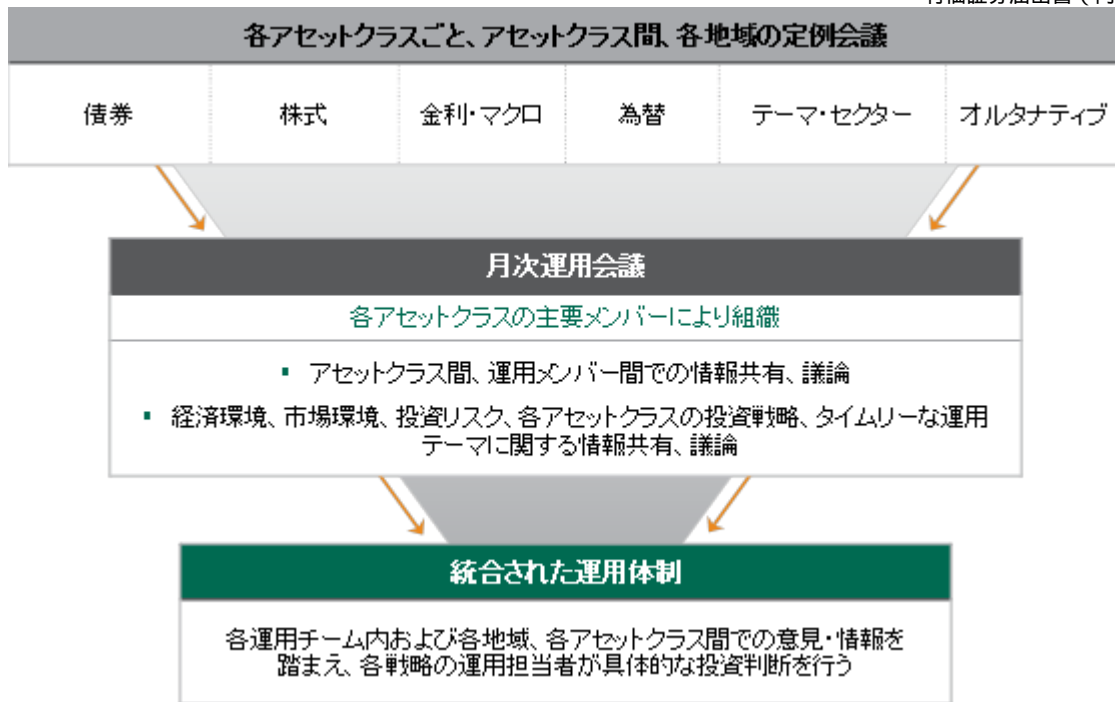 各アセットクラスごと、アセットクラス間、各地域の定例会議
債券
株式
金利・マクロ
為替
テーマ・セクター
オルタナティブ
月次運用会議
各アセットクラスの主要メンバーにより組織
▪ アセットクラス間、運用メンバー間での情報共有、議論
▪ 経済環境、市場環境、投資リスク、各アセットクラスの投資戦略、タイムリーな運用
テーマに関する情報共有、議論
統合された運用体制
各運用チーム内および各地域、各アセットクラス間での意見・情報を
踏まえ、各戦略の運用担当者が具体的な投資判断を行う